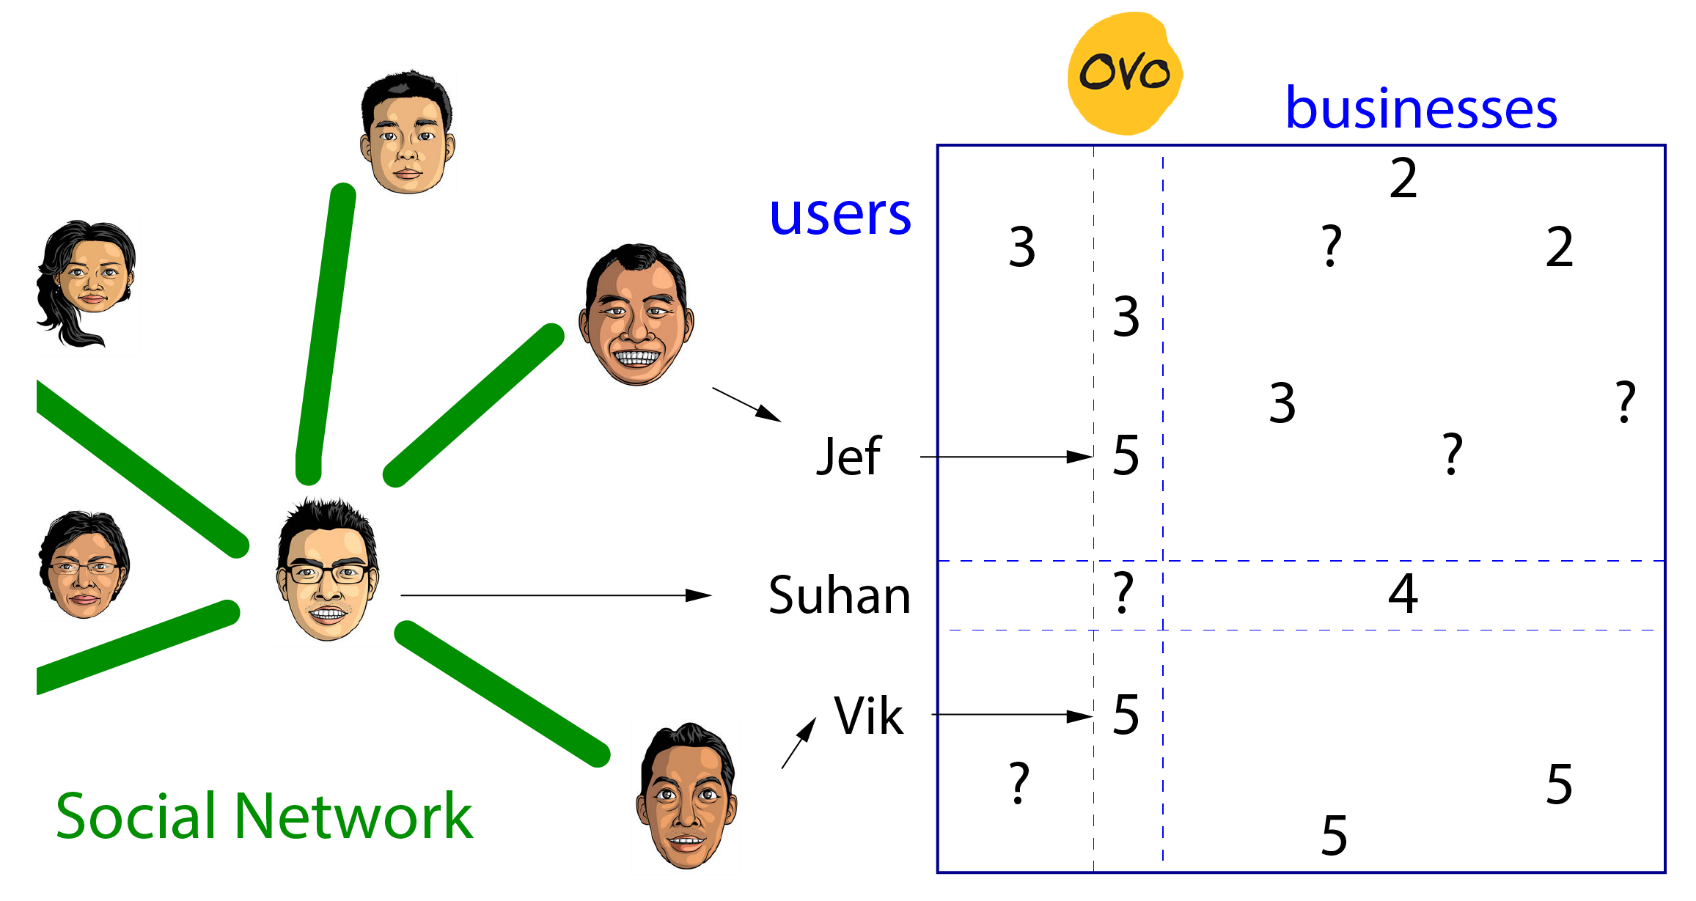 ovo
businesses
users
2
3 ? 2
3
3 ?
Jef 5 ?
Suhan ? 4
Vik 5
? 5
Social Network
5